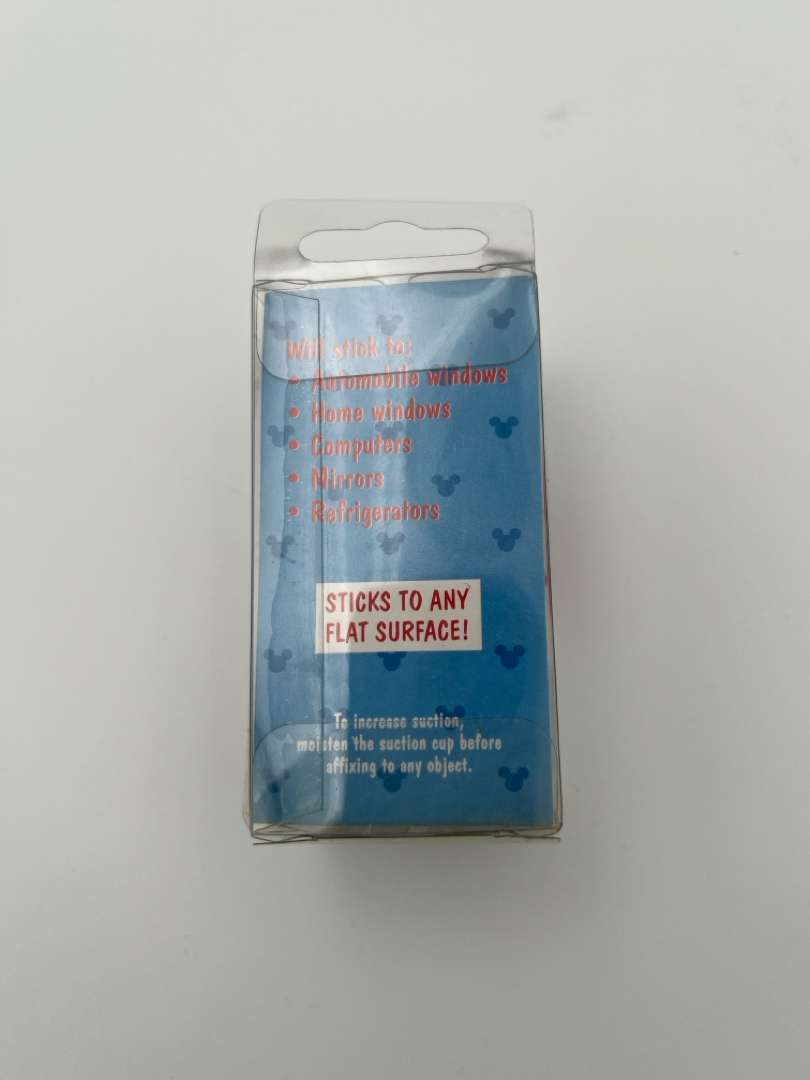 Will stick to:
• Automobile windows
• Home windows
• Computers
• Mirrors
• Refrigerators
STICKS TO ANY
FLAT SURFACE!
To increase suction,
moisten the suction cup before
affixing to any object.